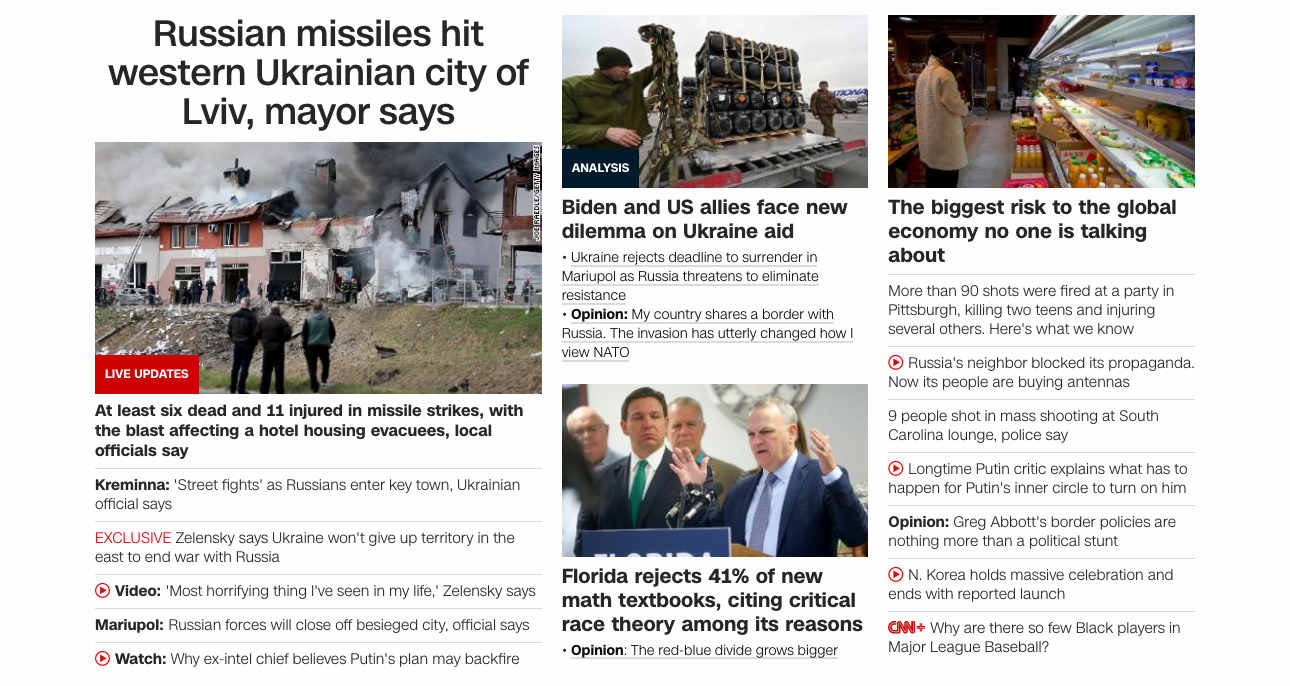 Russian missiles hit
western Ukrainian city of
Lviv, mayor says
JOE RAEDLE/GETTY IMAGES
LIVE UPDATES
At least six dead and 11 injured in missile strikes, with
the blast affecting a hotel housing evacuees, local
officials say
Kreminna: 'Street fights' as Russians enter key town, Ukrainian
official says
EXCLUSIVE Zelensky says Ukraine won't give up territory in the
east to end war with Russia
Video: 'Most horrifying thing I've seen in my life,' Zelensky says
Mariupol: Russian forces will close off besieged city, official says
Watch: Why ex-intel chief believes Putin's plan may backfire
ANALYSIS
Biden and US allies face new
dilemma on Ukraine aid
• Ukraine rejects deadline to surrender in
Mariupol as Russia threatens to eliminate
resistance
• Opinion: My country shares a border with
Russia. The invasion has utterly changed how I
view NATO
FLORIDA
Florida rejects 41% of new
math textbooks, citing critical
race theory among its reasons
• Opinion: The red-blue divide grows bigger
The biggest risk to the global
economy no one is talking
about
More than 90 shots were fired at a party in
Pittsburgh, killing two teens and injuring
several others. Here's what we know
Russia's neighbor blocked its propaganda.
Now its people are buying antennas
9 people shot in mass shooting at South
Carolina lounge, police say
Longtime Putin critic explains what has to
happen for Putin's inner circle to turn on him
Opinion: Greg Abbott's border policies are
nothing more than a political stunt
N. Korea holds massive celebration and
ends with reported launch
CNN+ Why are there so few Black players in
Major League Baseball?